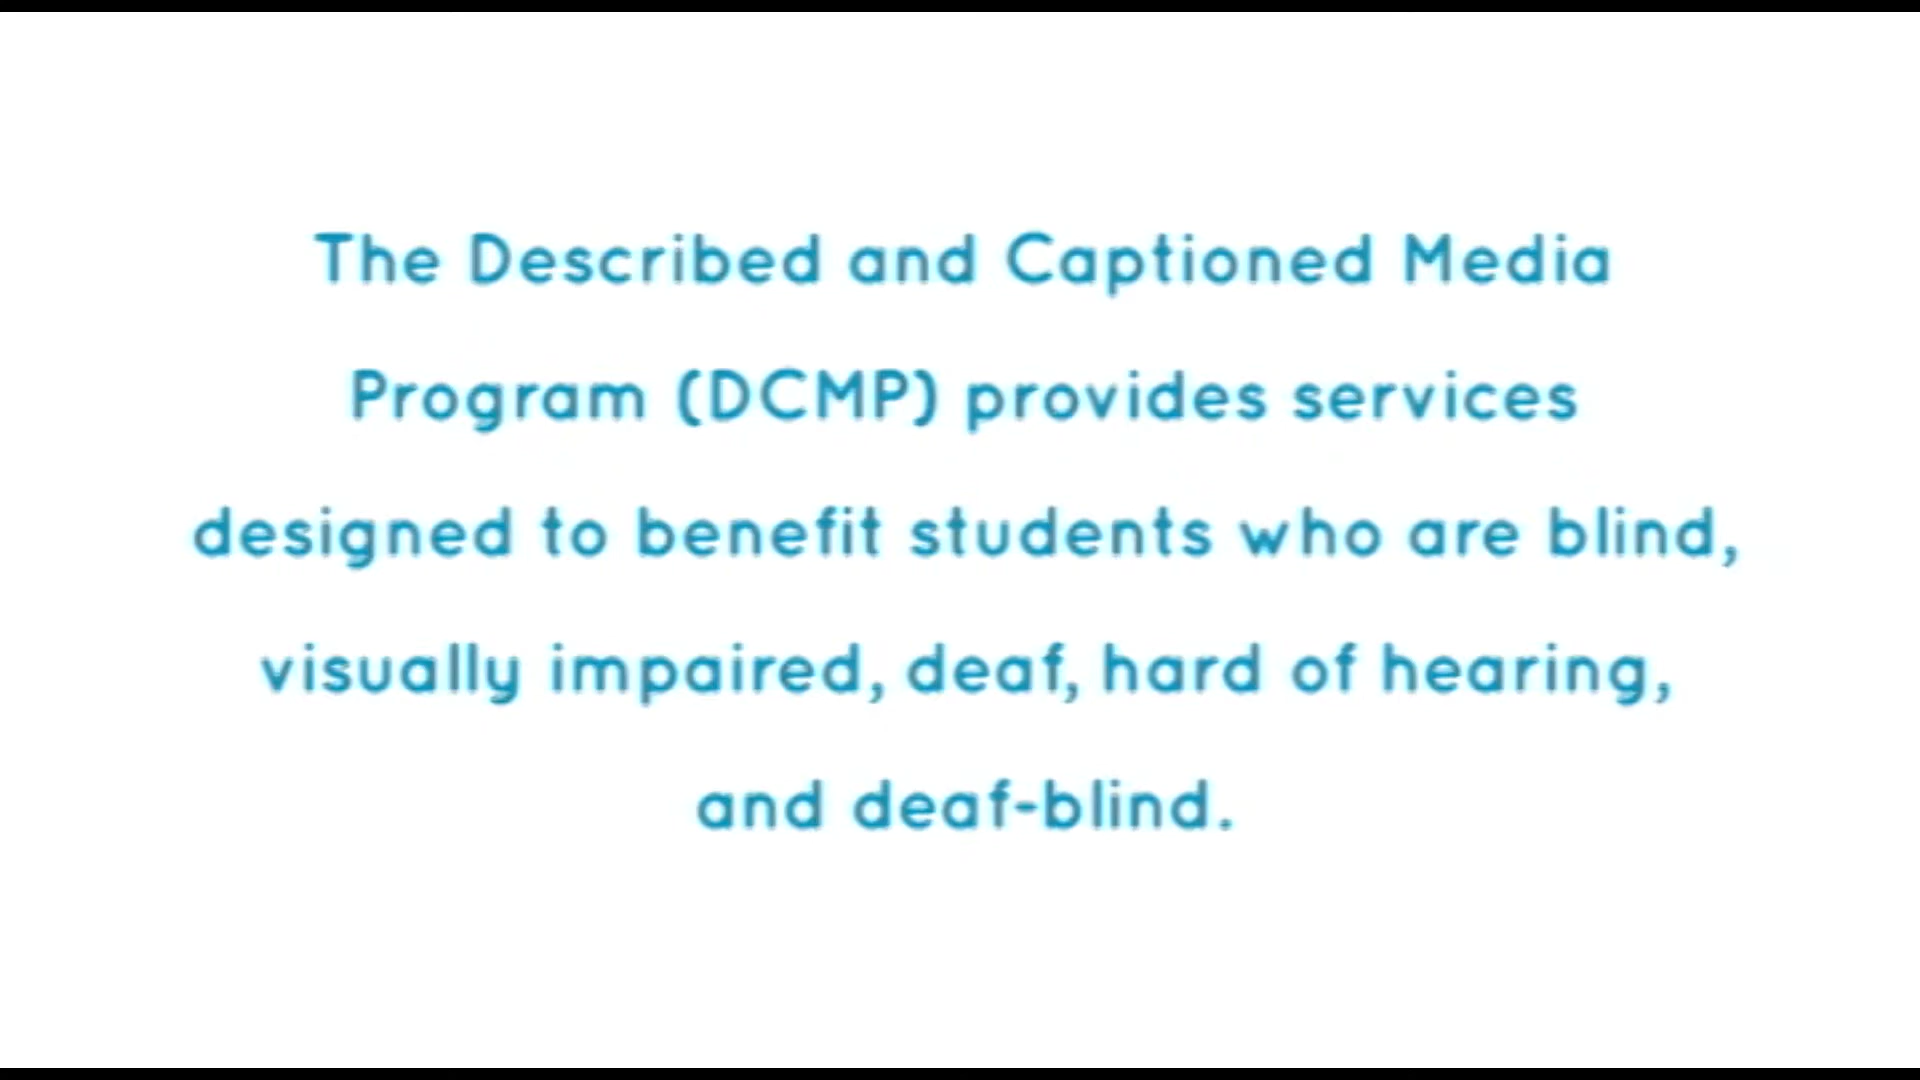 The Described and Captioned Media
Program (DCMP) provides services
designed to benefit students who are blind,
visually impaired, deaf, hard of hearing,
and deaf-blind.